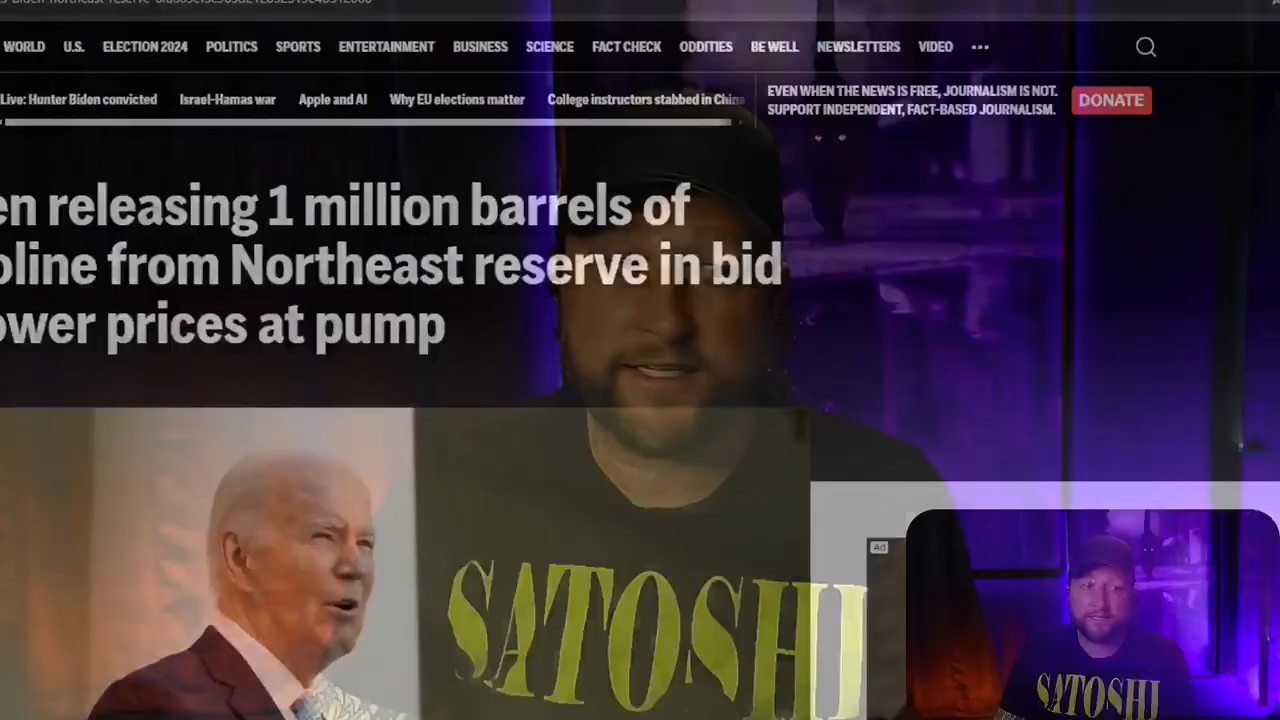 WORLD U.S. ELECTION 2024 POLITICS SPORTS ENTERTAINMENT BUSINESS SCIENCE FACT CHECK ODDITIES BE WELL NEWSLETTERS VIDEO •••
Live: Hunter Biden convicted Israel-Hamas war Apple and AI Why EU elections matter College instructors stabbed in China
EVEN WHEN THE NEWS IS FREE, JOURNALISM IS NOT.
SUPPORT INDEPENDENT, FACT-BASED JOURNALISM.
DONATE
en releasing 1 million barrels of
oline from Northeast reserve in bid
ower prices at pump
Ad
SATOSHI
SATOSHI